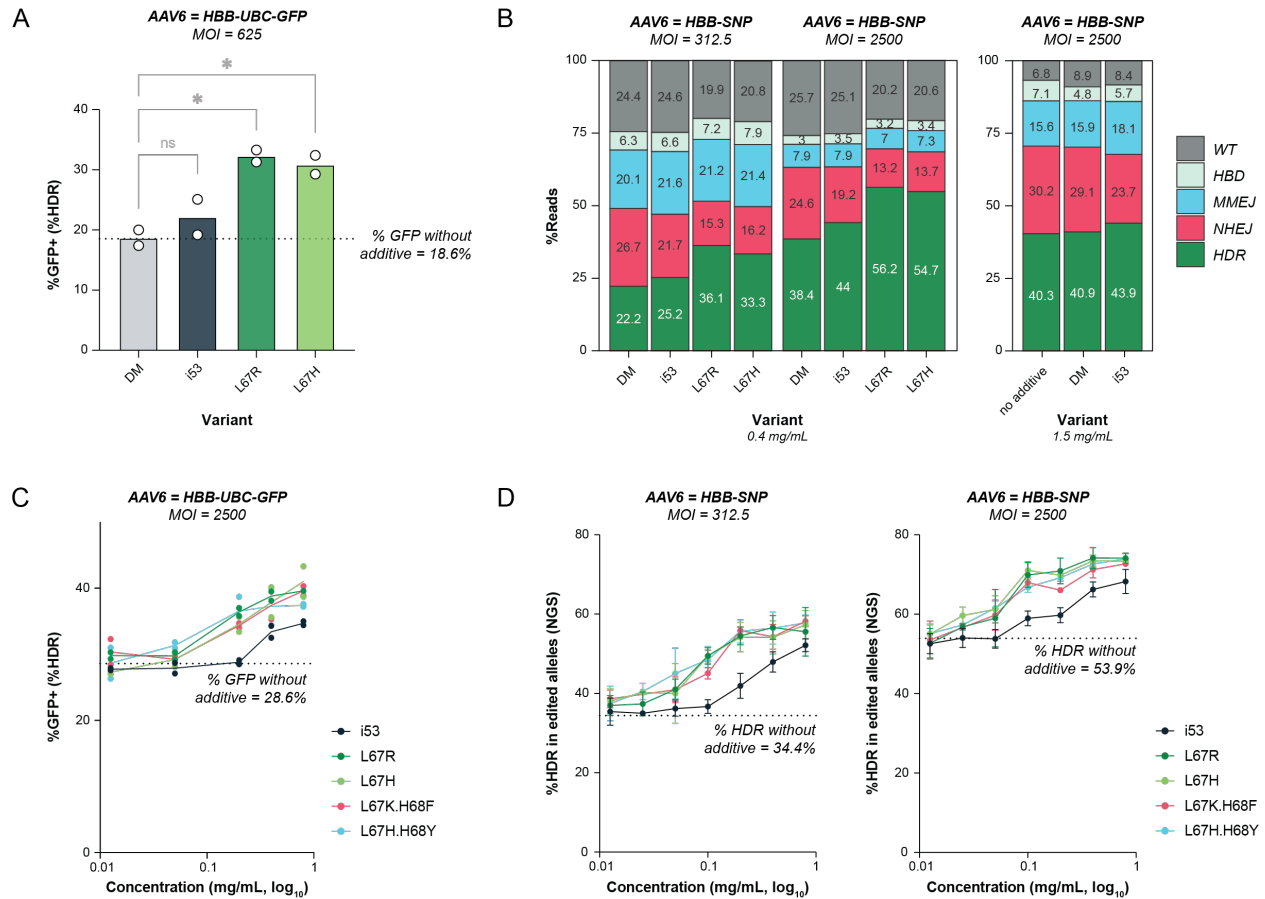 A
AAV6 = HBB-UBC-GFP
MOI = 625
%GFP+ (%HDR)
40
30
20
10
0
ns
*
*
% GFP without
additive = 18.6%
DM
i53
L67R
L67H
Variant
B
AAV6 = HBB-SNP
MOI = 312.5
AAV6 = HBB-SNP
MOI = 2500
AAV6 = HBB-SNP
MOI = 2500
%Reads
100
75
50
25
0
24.4 24.6 19.9 20.8 25.7 25.1 20.2 20.6
6.3 6.6 7.2 7.9 3 3.5 3.2 3.4
20.1 21.6 21.2 21.4 7.9 7.9 7 7.3
26.7 21.7 15.3 16.2 24.6 19.2 13.2 13.7
22.2 25.2 36.1 33.3 38.4 44 56.2 54.7
DM i53 L67R L67H DM i53 L67R L67H
Variant
0.4 mg/mL
100
75
50
25
0
6.8 8.9 8.4
7.1 4.8 5.7
15.6 15.9 18.1
30.2 29.1 23.7
40.3 40.9 43.9
no additive DM i53
Variant
1.5 mg/mL
WT
HBD
MMEJ
NHEJ
HDR
C
AAV6 = HBB-UBC-GFP
MOI = 2500
%GFP+ (%HDR)
40
20
0
% GFP without
additive = 28.6%
0.01 0.1 1
Concentration (mg/mL, log10)
i53
L67R
L67H
L67K.H68F
L67H.H68Y
D
AAV6 = HBB-SNP
MOI = 312.5
%HDR in edited alleles (NGS)
80
60
40
20
0
% HDR without
additive = 34.4%
0.01 0.1 1
Concentration (mg/mL, log10)
AAV6 = HBB-SNP
MOI = 2500
%HDR in edited alleles (NGS)
80
60
40
20
0
% HDR without
additive = 53.9%
0.01 0.1 1
Concentration (mg/mL, log10)
i53
L67R
L67H
L67K.H68F
L67H.H68Y